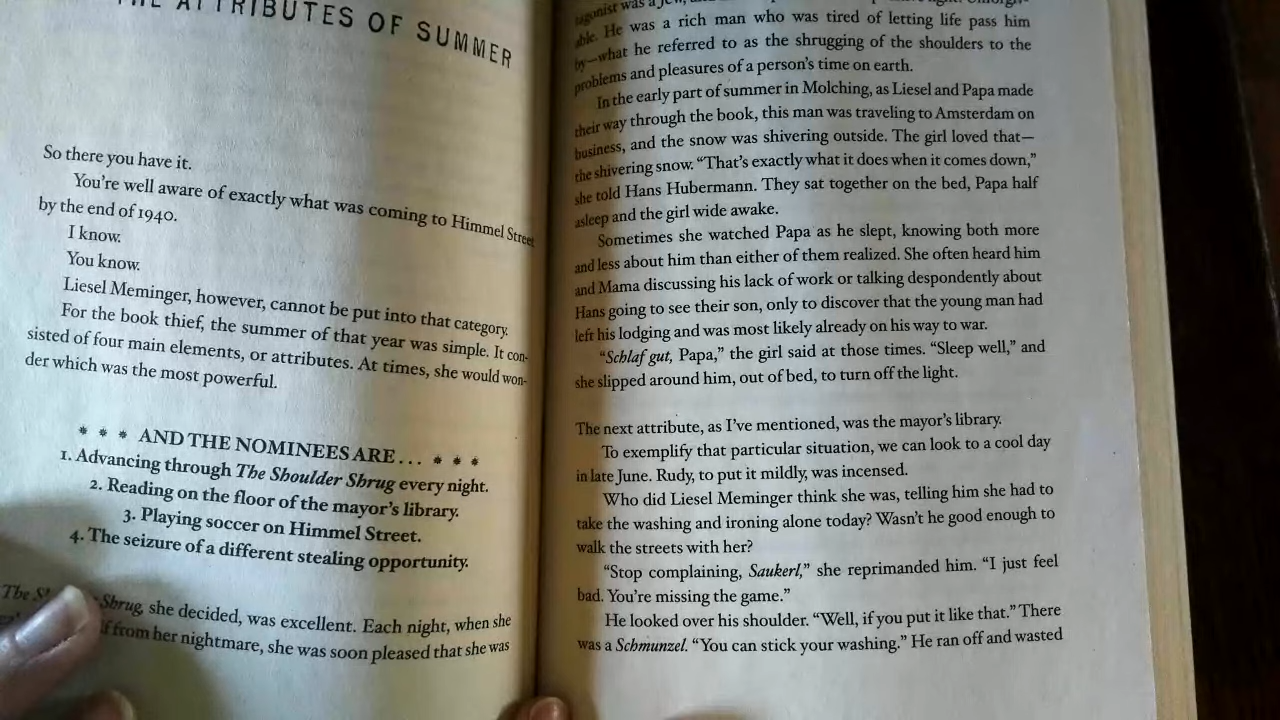 THE ATTRIBUTES OF SUMMER
So there you have it.
You're well aware of exactly what was coming to Himmel Street
by the end of 1940.
I know.
You know.
Liesel Meminger, however, cannot be put into that category.
For the book thief, the summer of that year was simple. It con-
sisted of four main elements, or attributes. At times, she would won-
der which was the most powerful.
* * * AND THE NOMINEES ARE . . . * * *
1. Advancing through The Shoulder Shrug every night.
2. Reading on the floor of the mayor's library.
3. Playing soccer on Himmel Street.
4. The seizure of a different stealing opportunity.
The Shrug, she decided, was excellent. Each night, when she
from her nightmare, she was soon pleased that she was
tagonist was a Jew,
able. He was a rich man who was tired of letting life pass him
by—what he referred to as the shrugging of the shoulders to the
problems and pleasures of a person's time on earth.
In the early part of summer in Molching, as Liesel and Papa made
their way through the book, this man was traveling to Amsterdam on
business, and the snow was shivering outside. The girl loved that—
the shivering snow. "That's exactly what it does when it comes down,"
she told Hans Hubermann. They sat together on the bed, Papa half
asleep and the girl wide awake.
Sometimes she watched Papa as he slept, knowing both more
and less about him than either of them realized. She often heard him
and Mama discussing his lack of work or talking despondently about
Hans going to see their son, only to discover that the young man had
left his lodging and was most likely already on his way to war.
"Schlaf gut, Papa," the girl said at those times. "Sleep well," and
she slipped around him, out of bed, to turn off the light.
The next attribute, as I've mentioned, was the mayor's library.
To exemplify that particular situation, we can look to a cool day
in late June. Rudy, to put it mildly, was incensed.
Who did Liesel Meminger think she was, telling him she had to
take the washing and ironing alone today? Wasn't he good enough to
walk the streets with her?
"Stop complaining, Saukerl," she reprimanded him. "I just feel
bad. You're missing the game."
He looked over his shoulder. "Well, if you put it like that." There
was a Schmunzel. "You can stick your washing." He ran off and wasted